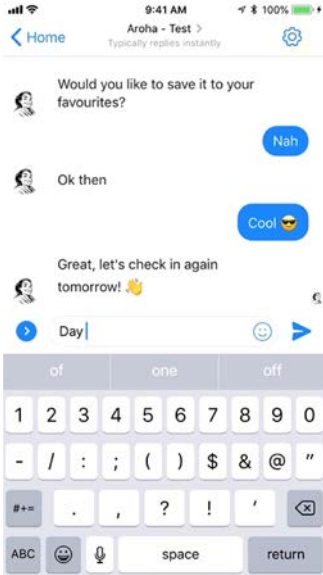 9:41 AM
100%
Home
Aroha - Test >
Typically replies instantly
Would you like to save it to your
favourites?
Nah
Ok then
Cool 😎
Great, let's check in again
tomorrow! 👋
Day
of one off
1 2 3 4 5 6 7 8 9 0
- / : ; ( ) $ & @ "
#+= . , ? ! '
ABC space return